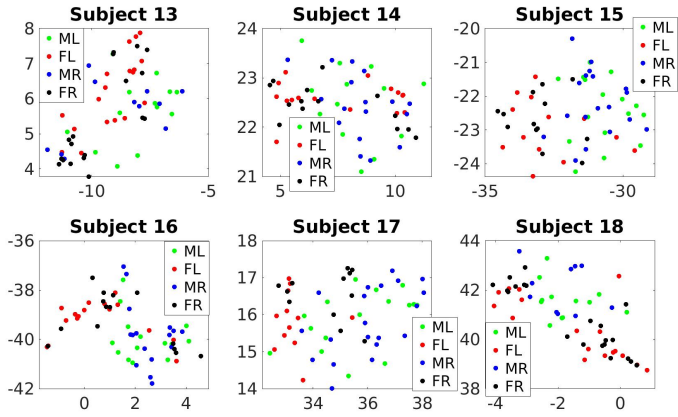 Subject 13
Subject 14
Subject 15
8
7
6
5
4
-10
-5
ML
FL
MR
FR
24
23
22
21
5
10
ML
FL
MR
FR
-20
-22
-24
-35
-30
ML
FL
MR
FR
Subject 16
Subject 17
Subject 18
-36
-38
-40
-42
0
2
4
ML
FL
MR
FR
18
17
16
15
14
34
36
38
ML
FL
MR
FR
44
42
40
38
-4
-2
0
ML
FL
MR
FR